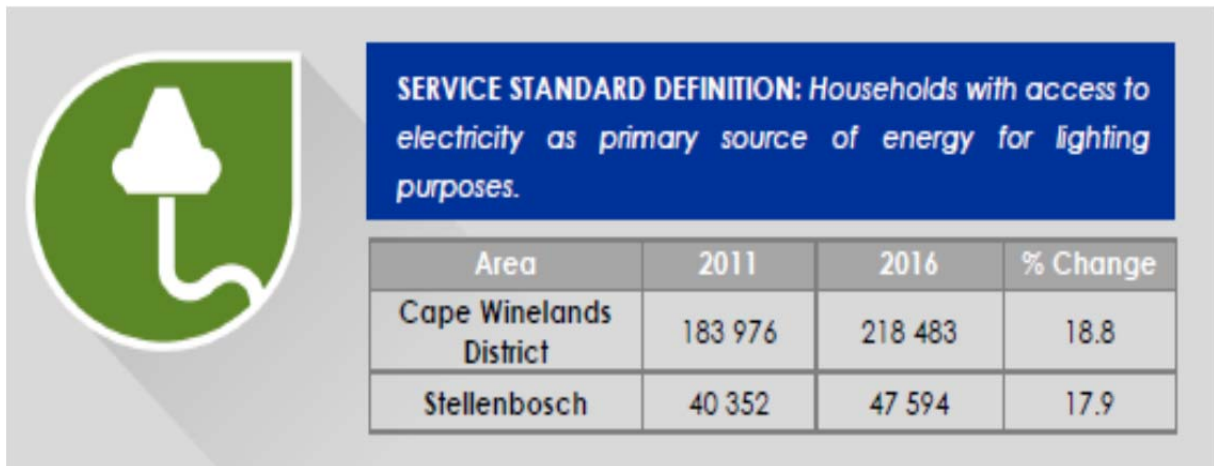 SERVICE STANDARD DEFINITION: Households with access to
electricity as primary source of energy for lighting
purposes.
Area 2011 2016 % Change
Cape Winelands
District 183 976 218 483 18.8
Stellenbosch 40 352 47 594 17.9